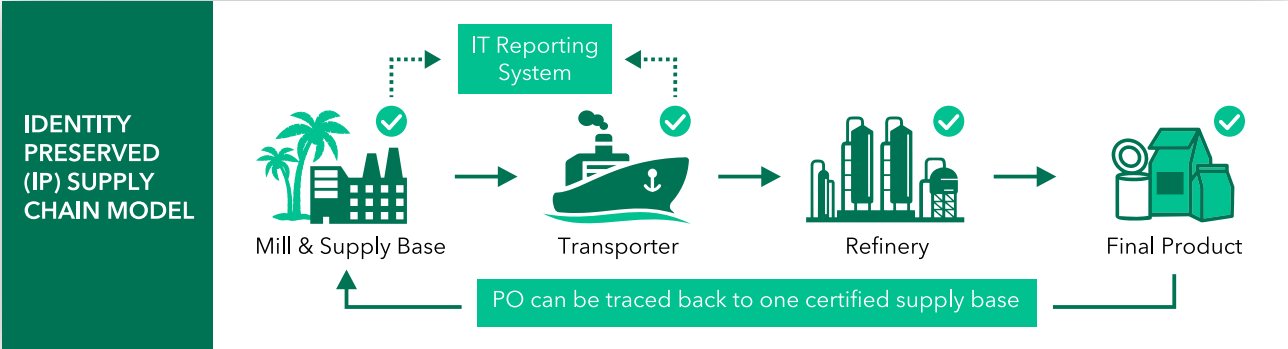 IDENTITY
PRESERVED
(IP) SUPPLY
CHAIN MODEL
IT Reporting
System
Mill & Supply Base
Transporter
Refinery
Final Product
PO can be traced back to one certified supply base